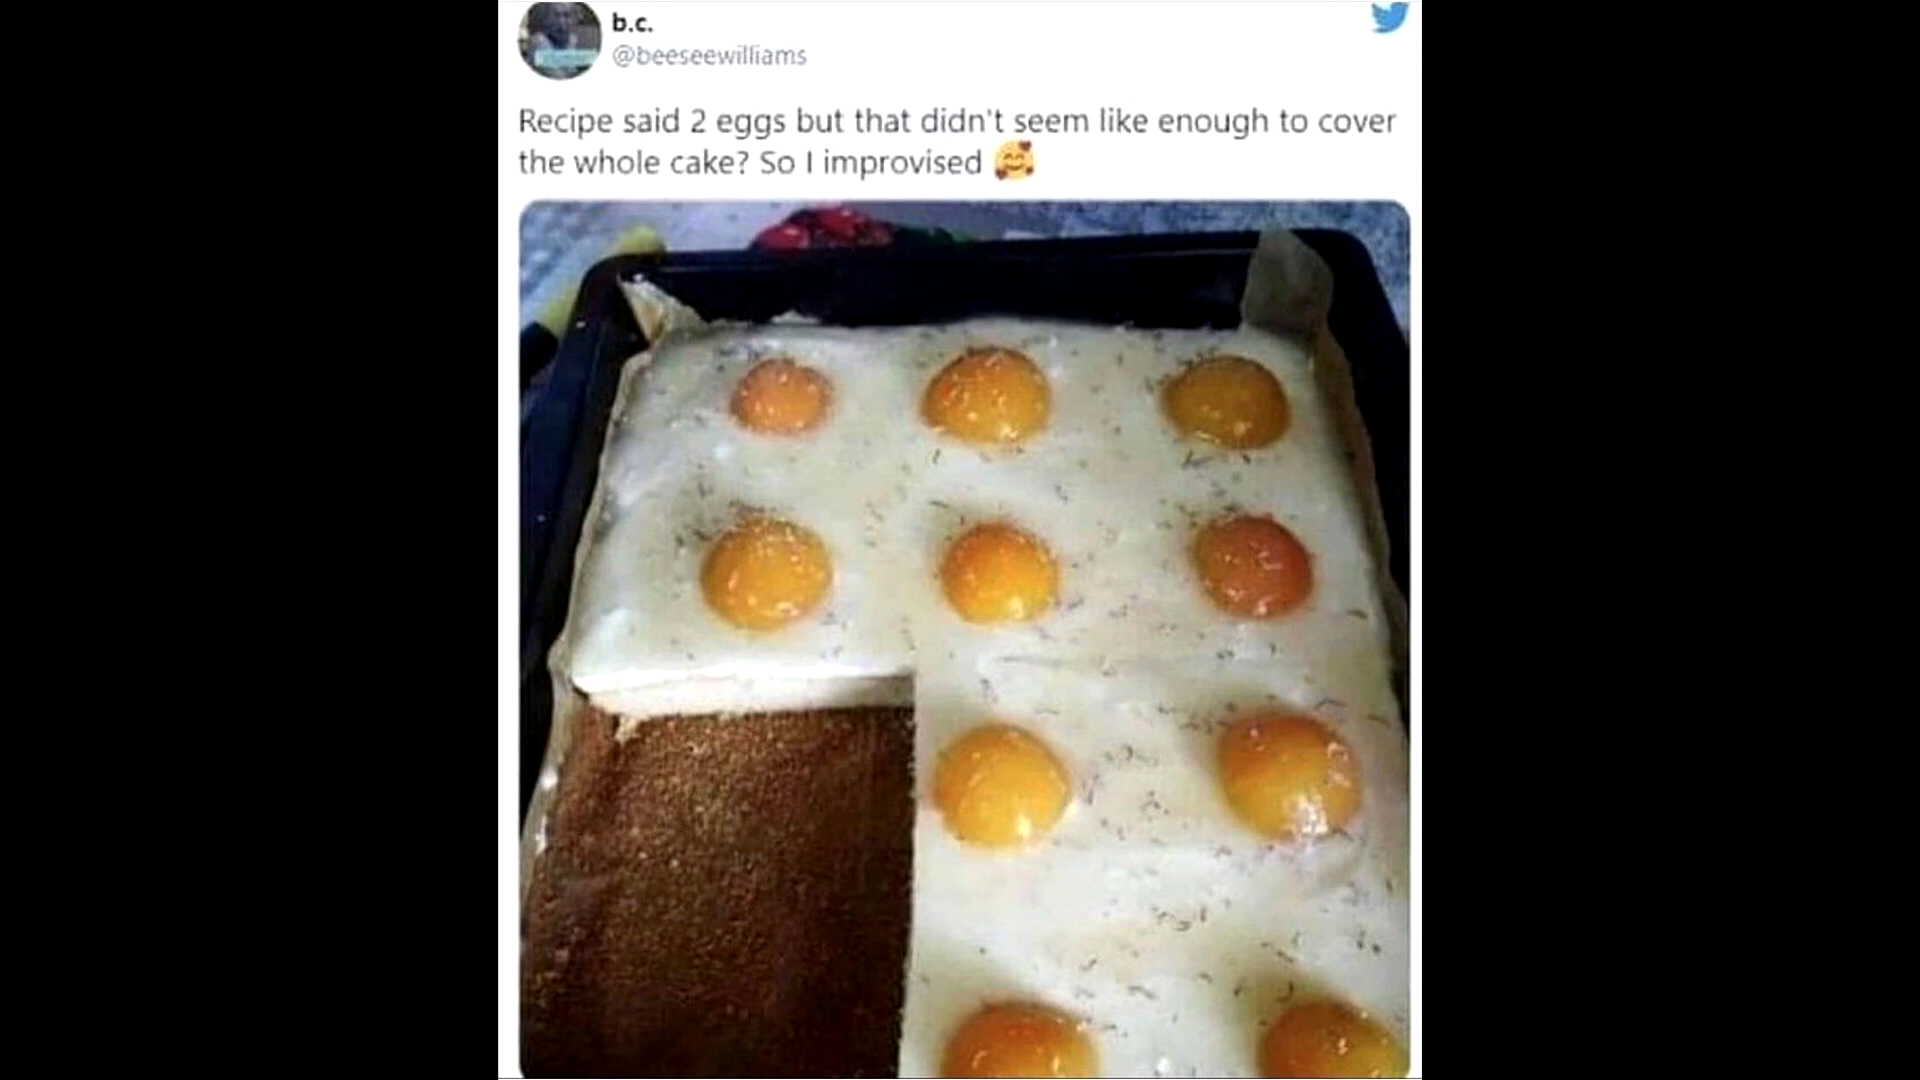 b.c.
@beeseewilliams
Recipe said 2 eggs but that didn't seem like enough to cover
the whole cake? So I improvised 🥰